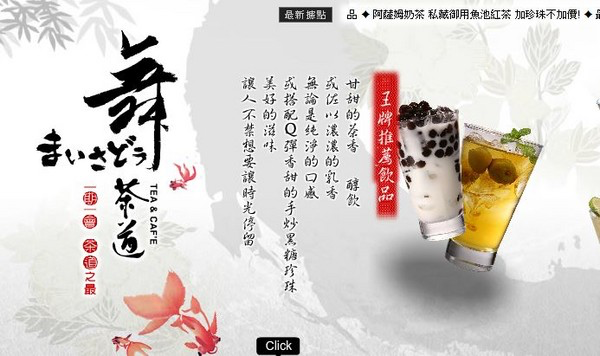 最新據點
品 ✦ 阿薩姆奶茶 私藏御用魚池紅茶 加珍珠不加價! ✦
舞
まいさどう
茶道
TEA & CAF'E
一期一會 茶道之最
王牌推薦飲品
甘甜的茶香 醇飲
或佐以濃濃的乳香
無論是純淨的口感
或搭配Q彈香甜的手炒黑糖珍珠
美好的滋味
讓人不禁想要讓時光停留
Click